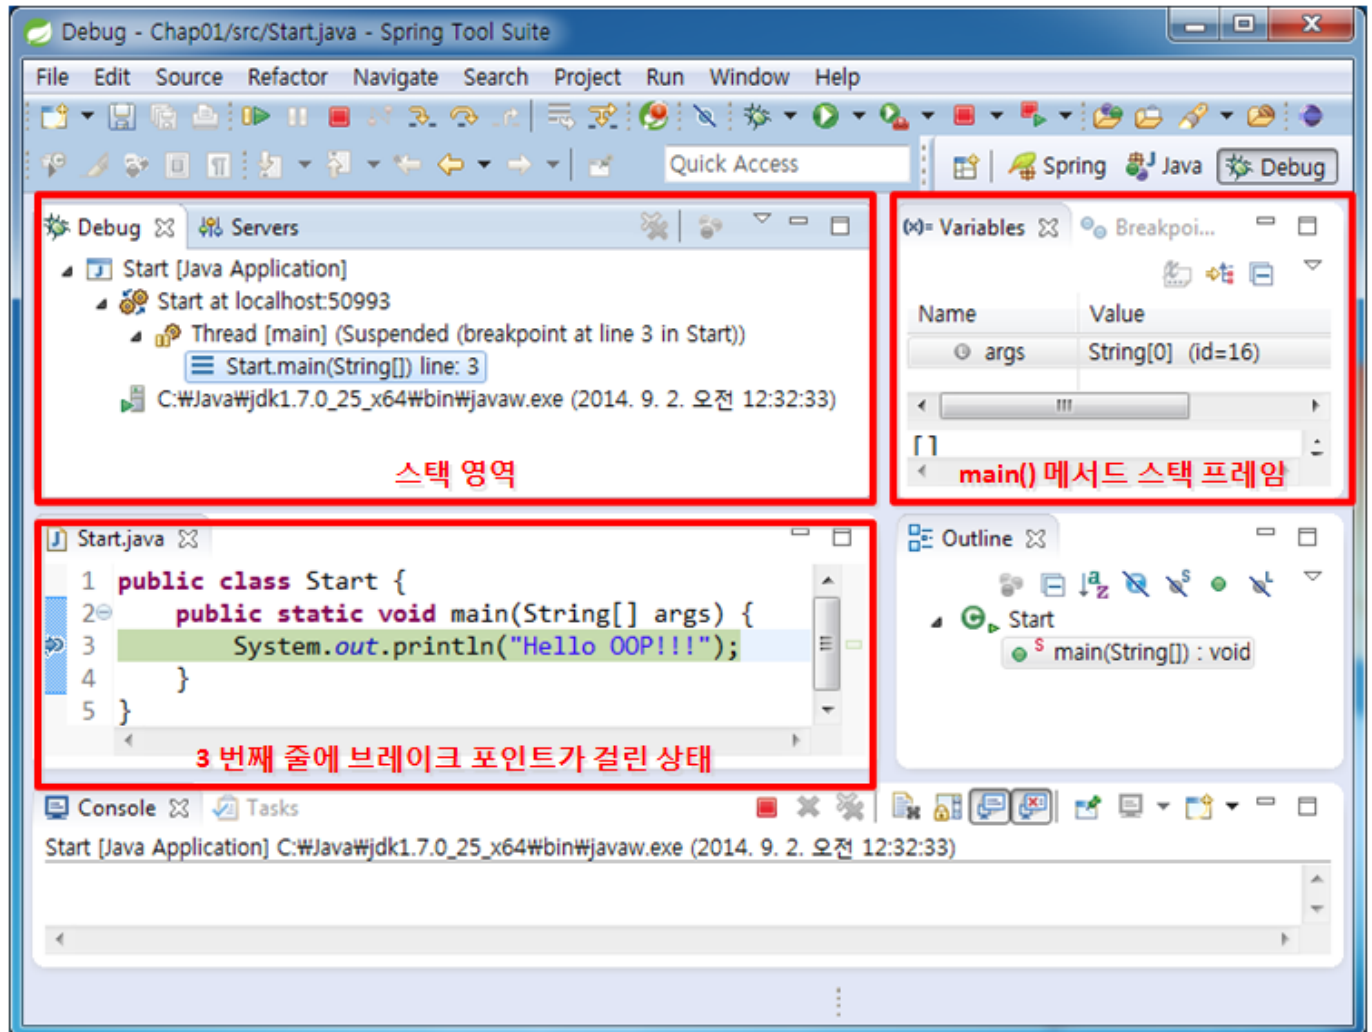 Debug - Chap01/src/Start.java - Spring Tool Suite
File Edit Source Refactor Navigate Search Project Run Window Help
Quick Access
Spring Java Debug
Debug Servers
Start [Java Application]
Start at localhost:50993
Thread [main] (Suspended (breakpoint at line 3 in Start))
Start.main(String[]) line: 3
C:₩Java₩jdk1.7.0_25_x64₩bin₩javaw.exe (2014. 9. 2. 오전 12:32:33)
스택 영역
(x)= Variables Breakpoi...
Name Value
args String[0] (id=16)
[]
main() 메서드 스택 프레임
Start.java
1 public class Start {
2 public static void main(String[] args) {
3 System.out.println("Hello OOP!!!");
4 }
5 }
3 번째 줄에 브레이크 포인트가 걸린 상태
Outline
Start
main(String[]) : void
Console Tasks
Start [Java Application] C:₩Java₩jdk1.7.0_25_x64₩bin₩javaw.exe (2014. 9. 2. 오전 12:32:33)